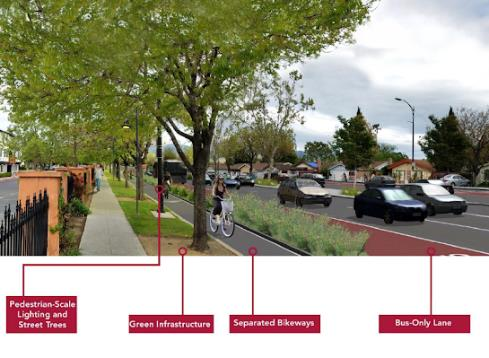 Pedestrian-Scale
Lighting and
Street Trees
Green Infrastructure
Separated Bikeways
Bus-Only Lane